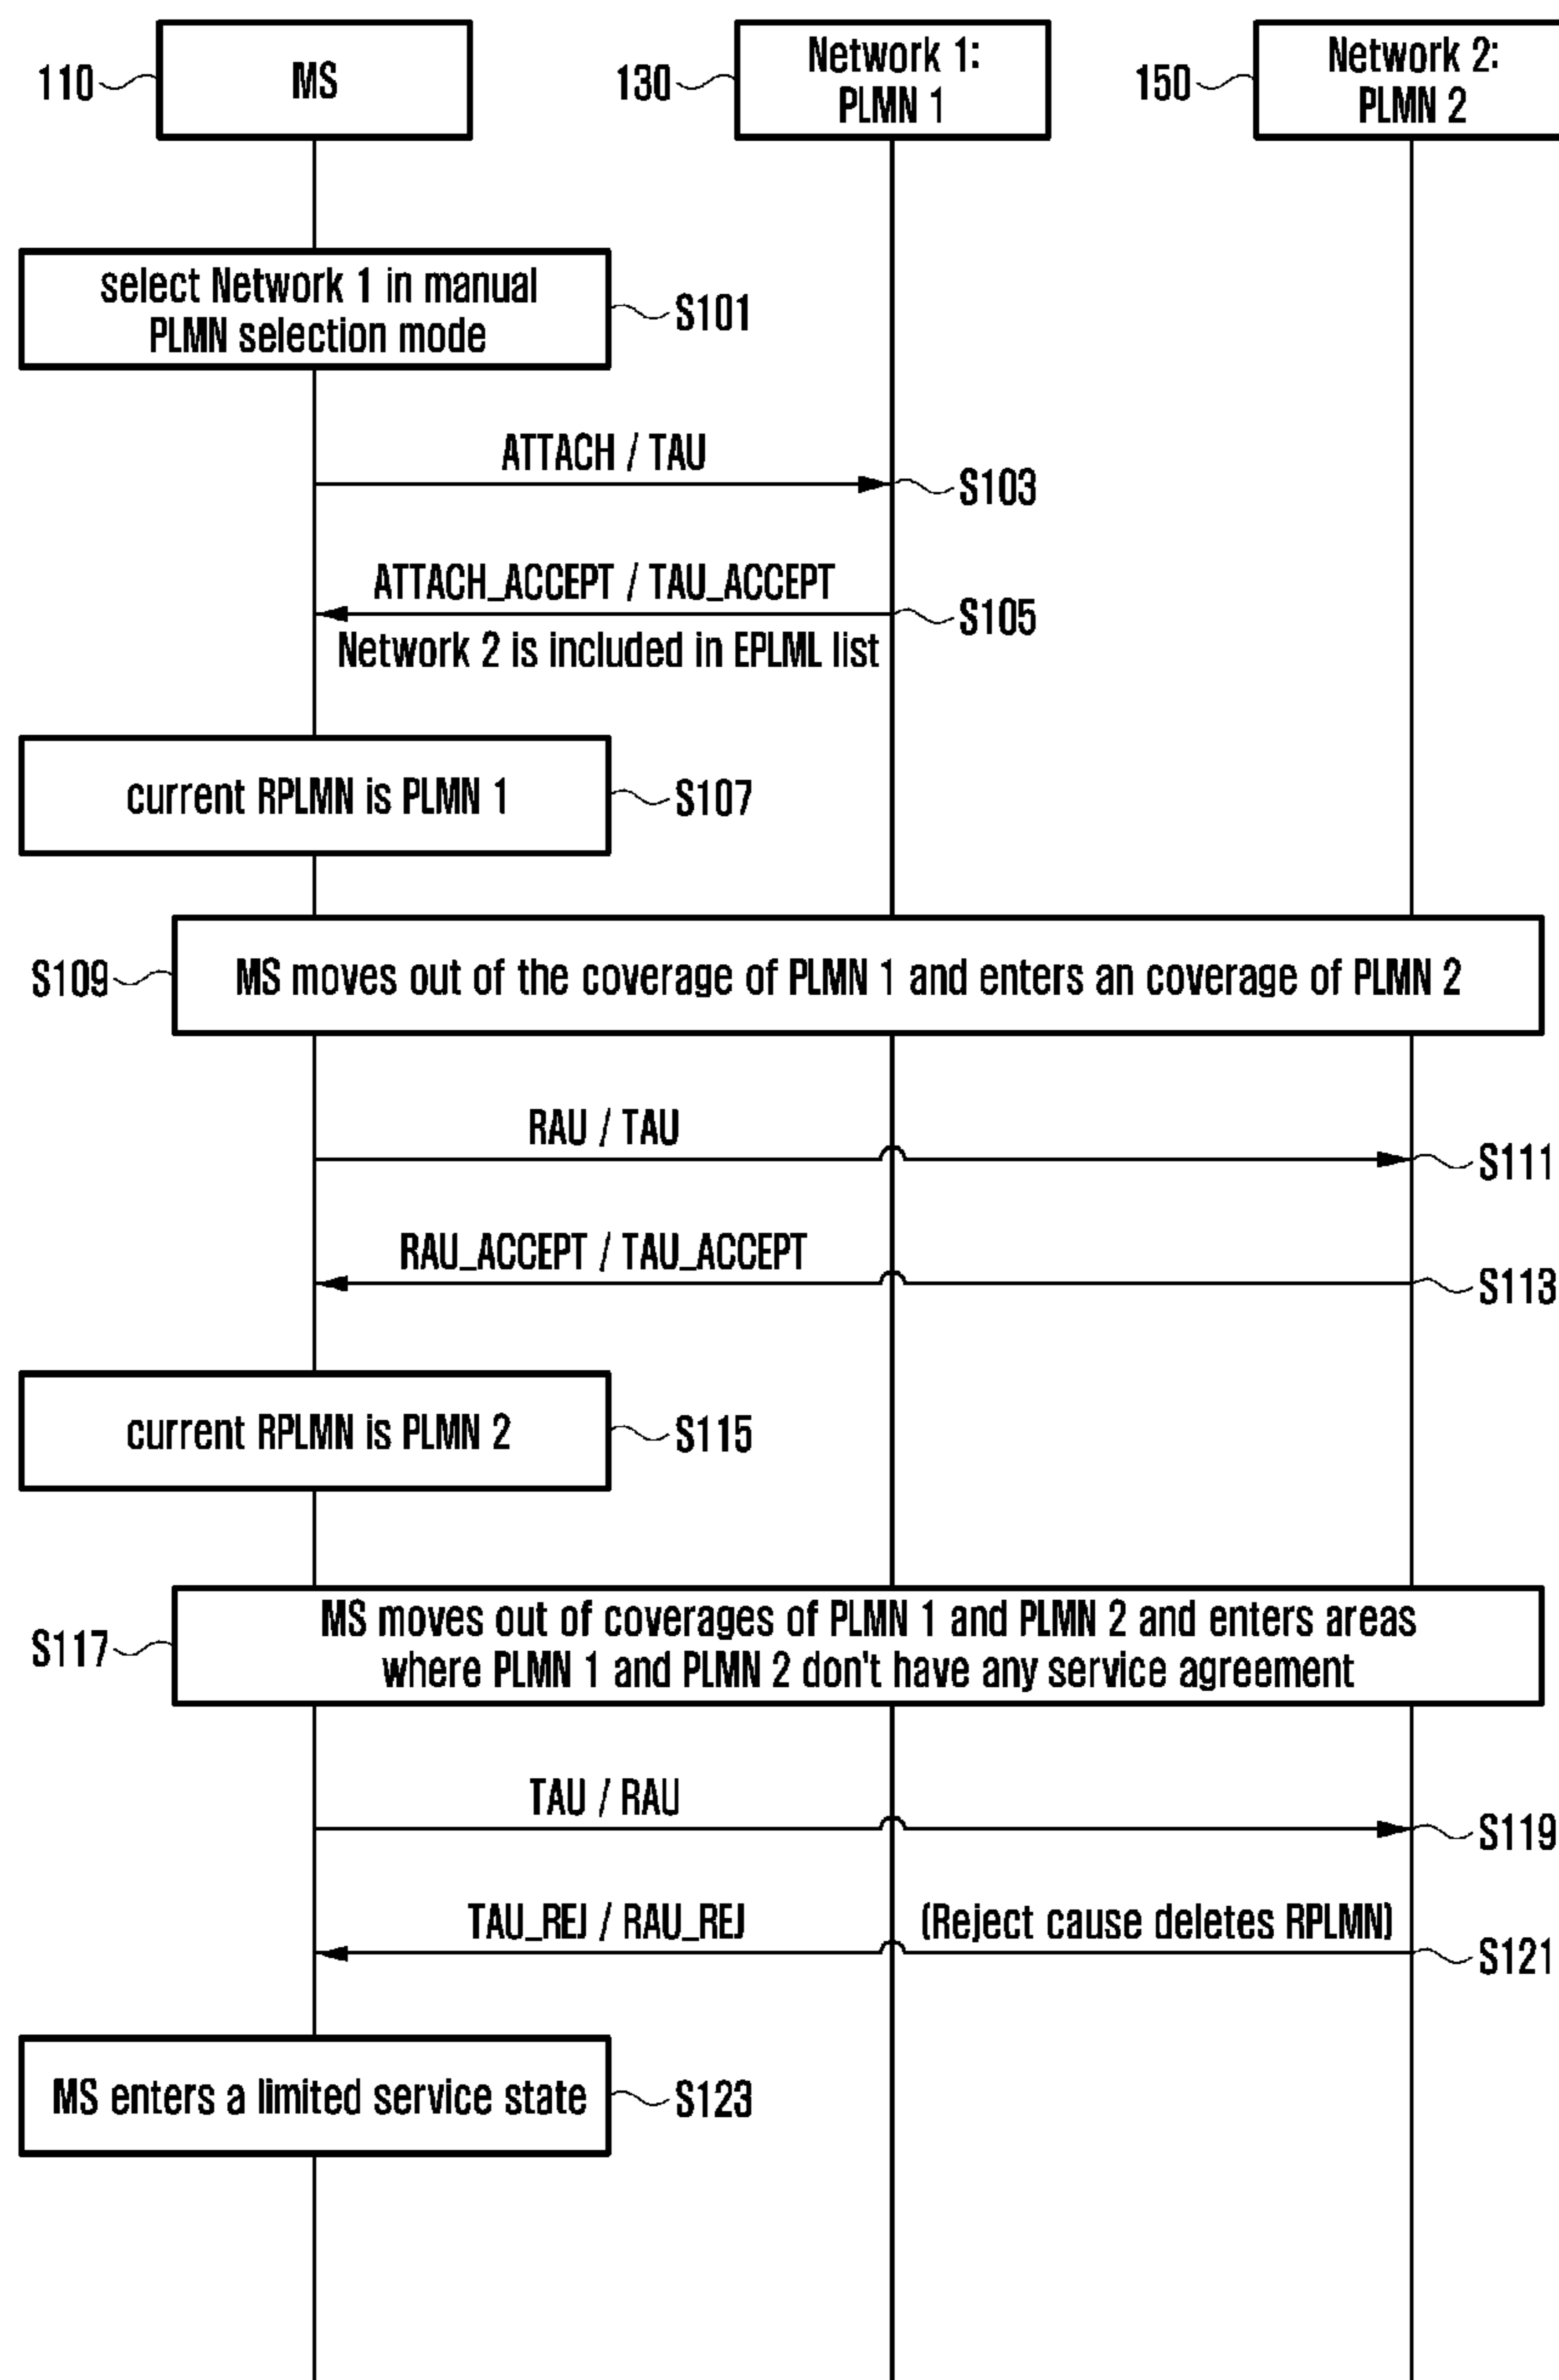 110
MS
130
Network 1:
PLMN 1
150
Network 2:
PLMN 2
select Network 1 in manual
PLMN selection mode
S101
ATTACH / TAU
S103
ATTACH_ACCEPT / TAU_ACCEPT
S105
Network 2 is included in EPLML list
current RPLMN is PLMN 1
S107
S109
MS moves out of the coverage of PLMN 1 and enters an coverage of PLMN 2
RAU / TAU
S111
RAU_ACCEPT / TAU_ACCEPT
S113
current RPLMN is PLMN 2
S115
S117
MS moves out of coverages of PLMN 1 and PLMN 2 and enters areas
where PLMN 1 and PLMN 2 don't have any service agreement
TAU / RAU
S119
TAU_REJ / RAU_REJ
(Reject cause deletes RPLMN)
S121
MS enters a limited service state
S123